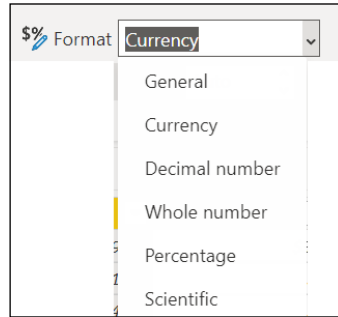 $% Format Currency
General
Currency
Decimal number
Whole number
Percentage
Scientific